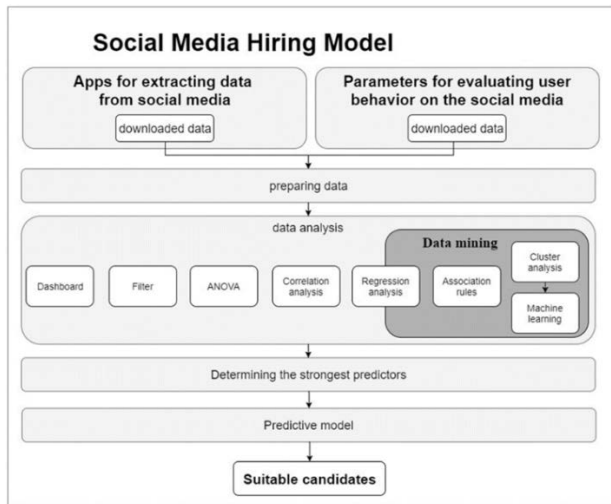 Social Media Hiring Model
Apps for extracting data
from social media
downloaded data
Parameters for evaluating user
behavior on the social media
downloaded data
preparing data
data analysis
Data mining
Dashboard
Filter
ANOVA
Correlation
analysis
Regression
analysis
Association
rules
Cluster
analysis
Machine
learning
Determining the strongest predictors
Predictive model
Suitable candidates